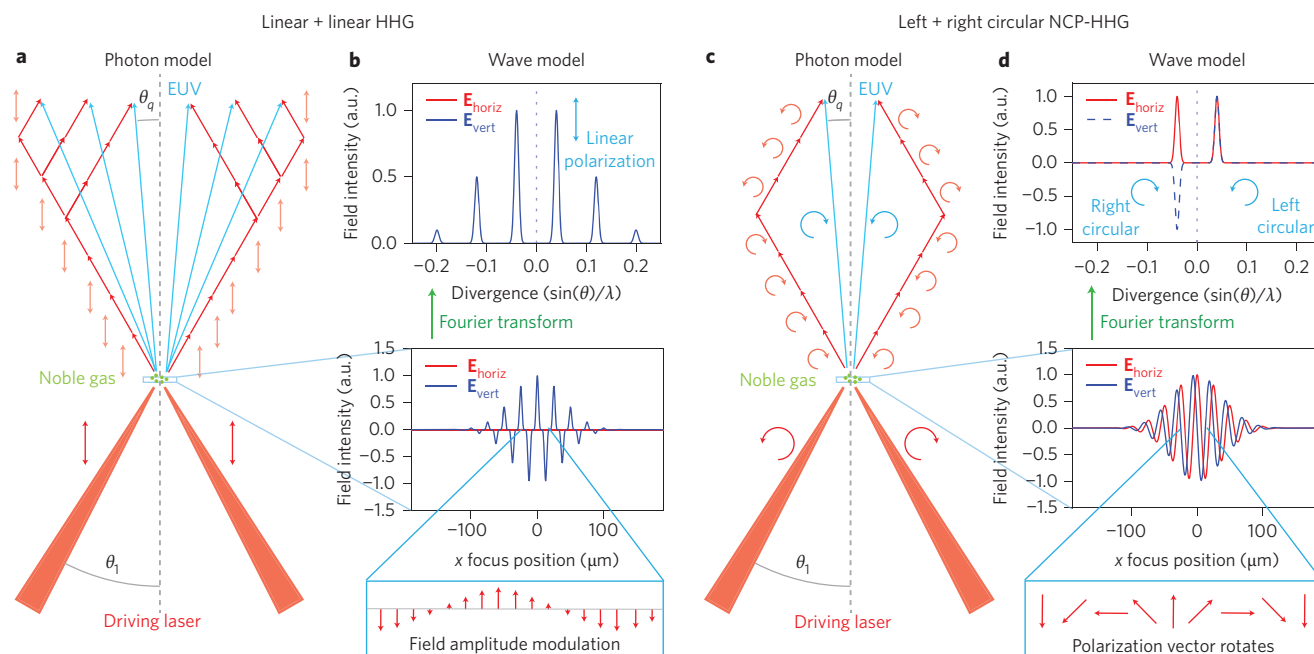 Linear + linear HHG
a
Photon model
θq
EUV
Noble gas
θ1
Driving laser
b
Wave model
Field intensity (a.u.)
1.0
0.5
0.0
Ehoriz
Evert
Linear
polarization
−0.2
−0.1
0.0
0.1
0.2
Divergence (sin(θ)/λ)
Fourier transform
Field intensity (a.u.)
1.5
1.0
0.5
0.0
−0.5
−1.0
−1.5
Ehoriz
Evert
−100
0
100
x focus position (μm)
Field amplitude modulation
Left + right circular NCP-HHG
c
Photon model
θq
EUV
Noble gas
θ1
Driving laser
d
Wave model
Field intensity (a.u.)
1.0
0.5
0.0
−0.5
−1.0
Ehoriz
Evert
Right
circular
Left
circular
−0.2
−0.1
0.0
0.1
0.2
Divergence (sin(θ)/λ)
Fourier transform
Field intensity (a.u.)
1.5
1.0
0.5
0.0
−0.5
−1.0
−1.5
Ehoriz
Evert
−100
0
100
x focus position (μm)
Polarization vector rotates